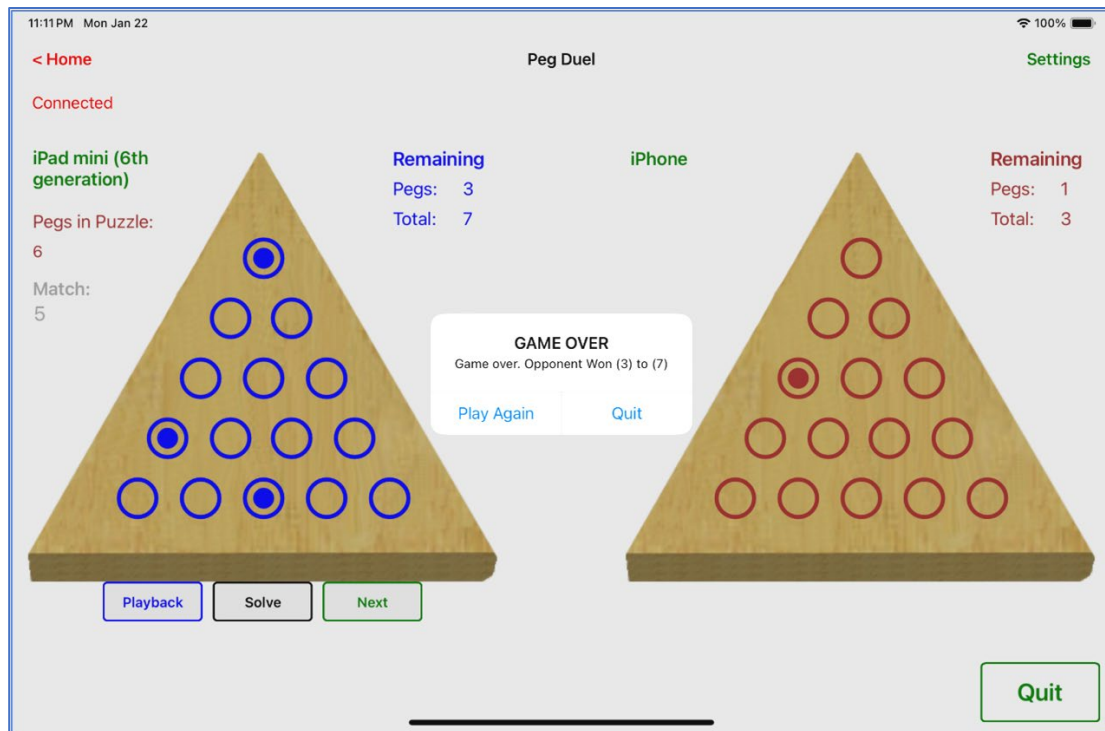 11:11 PM Mon Jan 22
100%
< Home
Peg Duel
Settings
Connected
iPad mini (6th
generation)
Remaining
Pegs: 3
Total: 7
Pegs in Puzzle:
6
Match:
5
iPhone
Remaining
Pegs: 1
Total: 3
GAME OVER
Game over. Opponent Won (3) to (7)
Play Again
Quit
Playback
Solve
Next
Quit